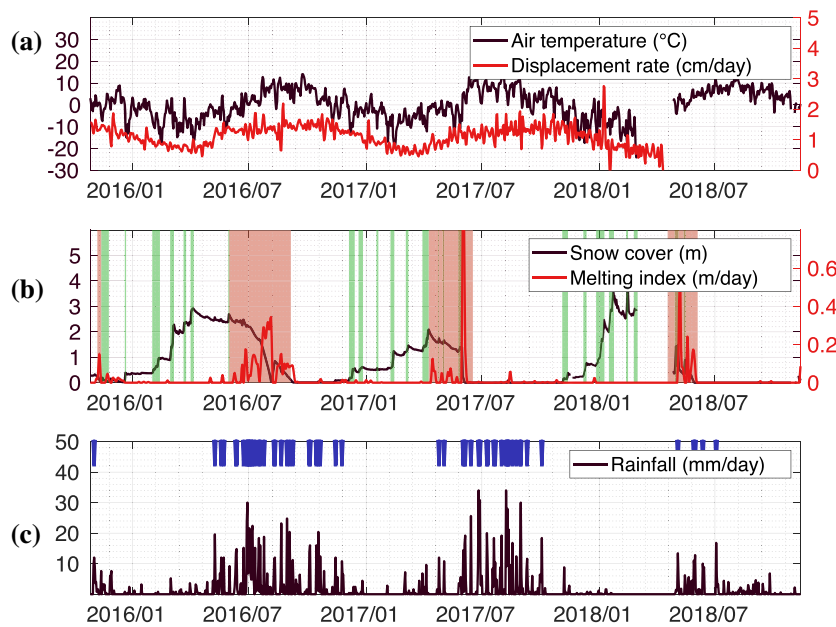 (a)
30
20
10
0
-10
-20
-30
5
4
3
2
1
0
Air temperature (°C)
Displacement rate (cm/day)
2016/01 2016/07 2017/01 2017/07 2018/01 2018/07
(b)
5
4
3
2
1
0
0.6
0.4
0.2
0
Snow cover (m)
Melting index (m/day)
2016/01 2016/07 2017/01 2017/07 2018/01 2018/07
(c)
50
40
30
20
10
Rainfall (mm/day)
2016/01 2016/07 2017/01 2017/07 2018/01 2018/07